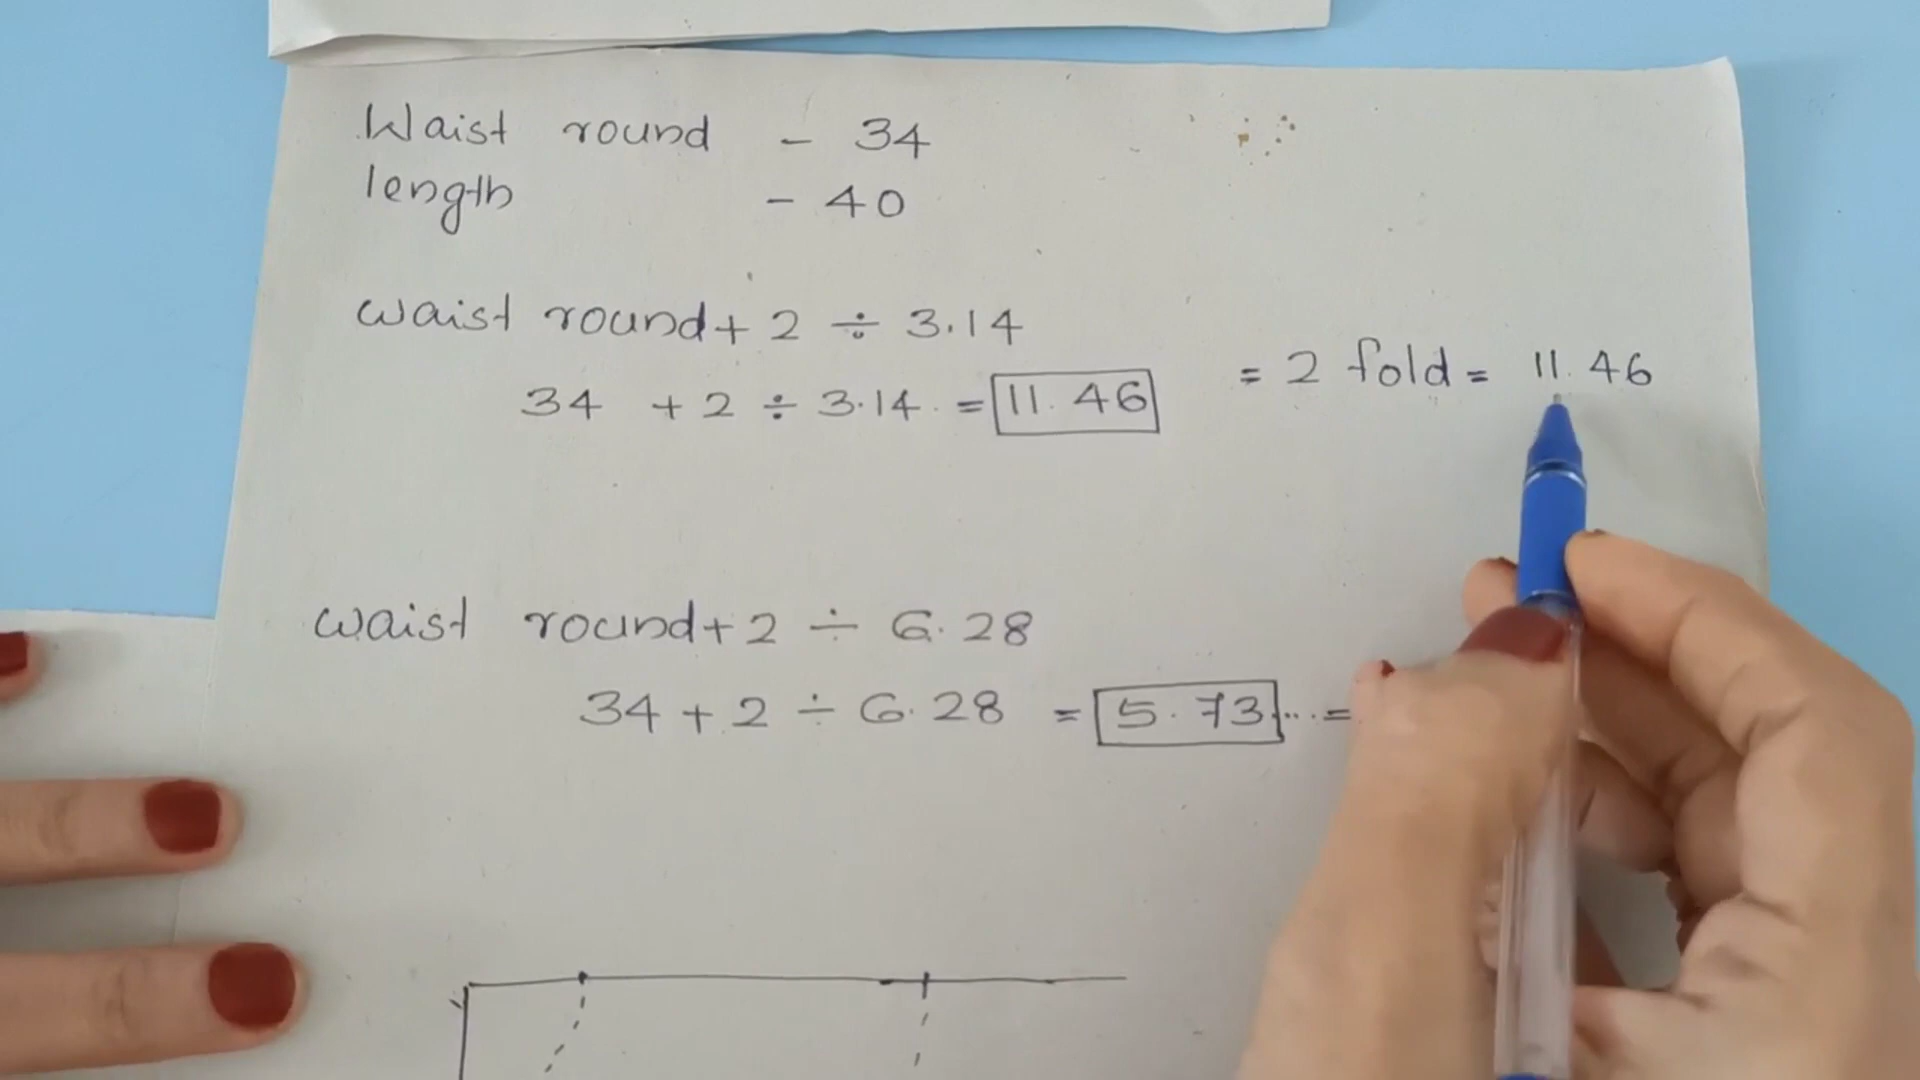 Waist round - 34
length - 40
waist round + 2 ÷ 3.14
34 + 2 ÷ 3.14 = 11.46 = 2 fold = 11.46
waist round + 2 ÷ 6.28
34 + 2 ÷ 6.28 = 5.73... =